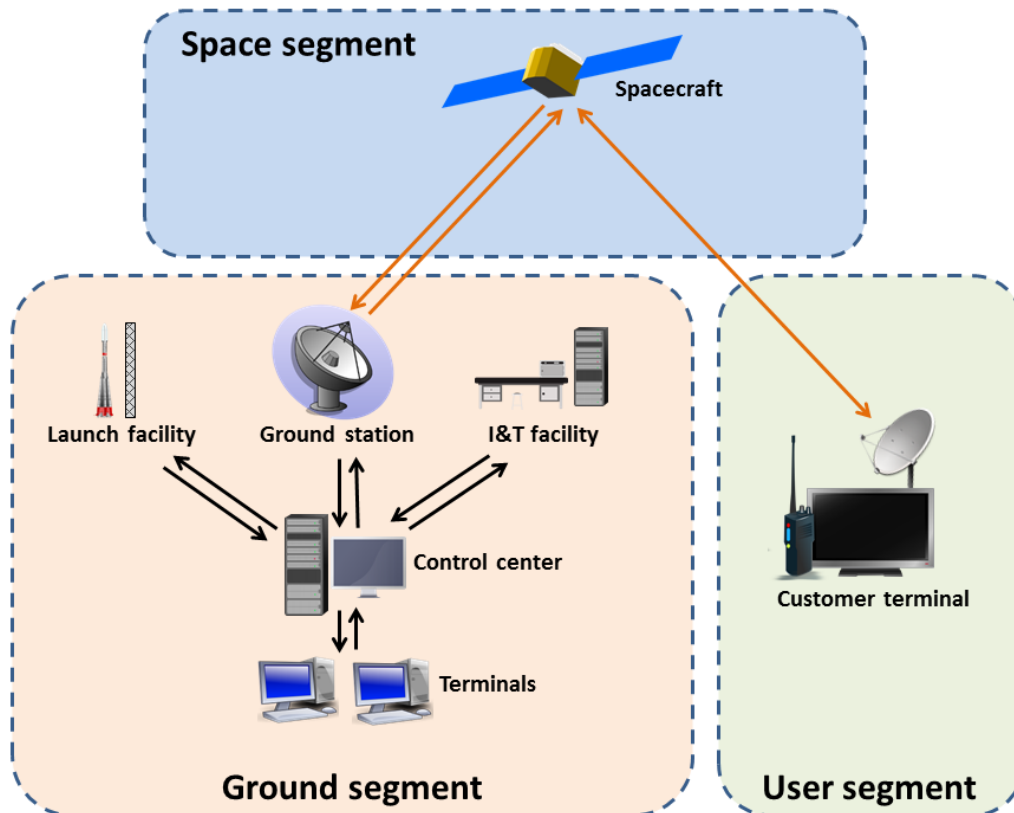 Space segment
Spacecraft
Launch facility
Ground station
I&T facility
Control center
Terminals
Customer terminal
Ground segment
User segment